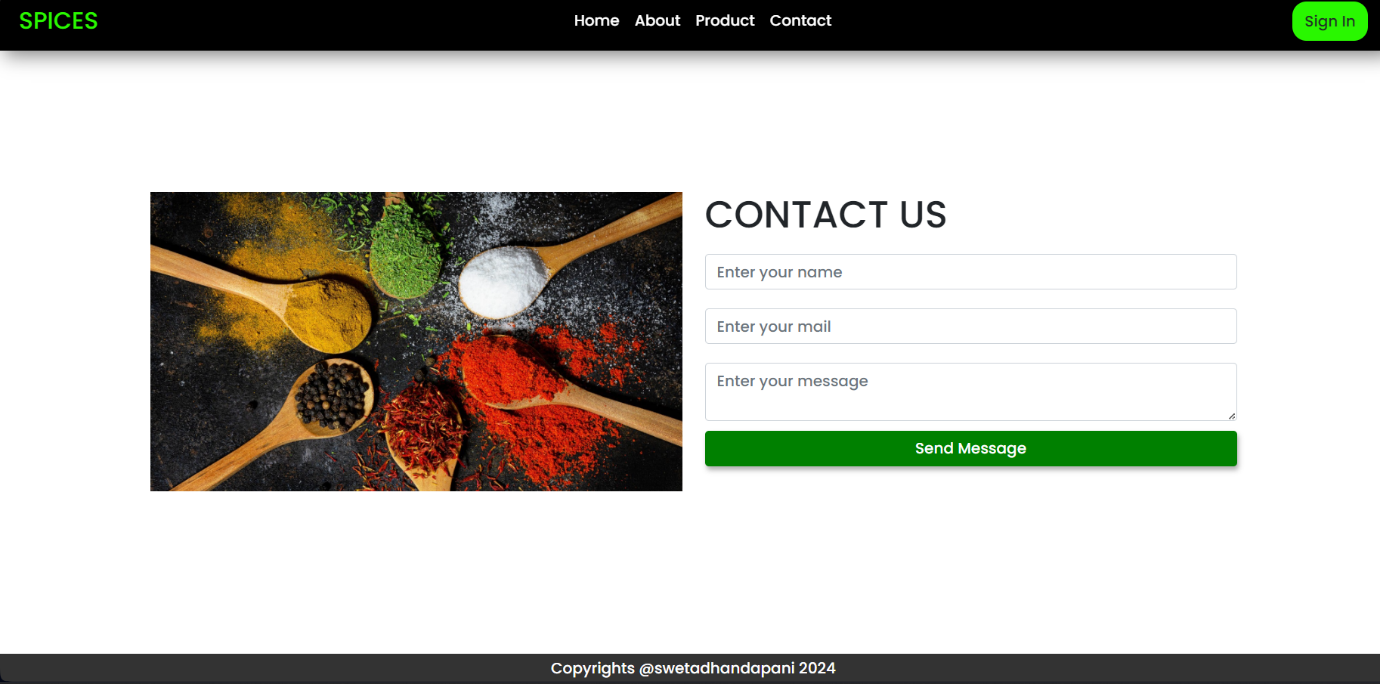 SPICES
Home About Product Contact
Sign In
CONTACT US
Enter your name
Enter your mail
Enter your message
Send Message
Copyrights @swetadhandapani 2024